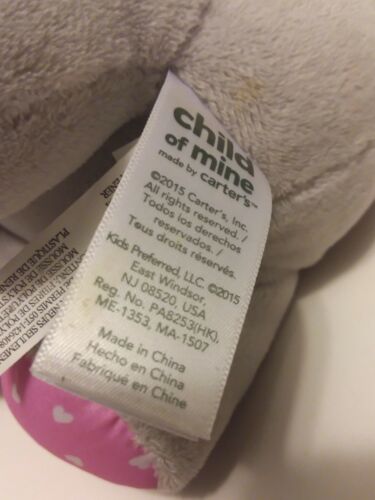 child
of mine
made by Carter's™
©2015 Carter's, Inc.
All rights reserved. /
Todos los derechos
reservados. /
Tous droits réservés.
Kids Preferred, LLC. ©2015
East Windsor,
NJ 08520, USA
Reg. No. PA8253(HK),
ME-1353, MA-1507
Made in China
Hecho en China
Fabriqué en Chine